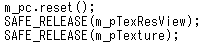 m_pc.reset();
SAFE_RELEASE(m_pTexResView);
SAFE_RELEASE(m_pTexture);